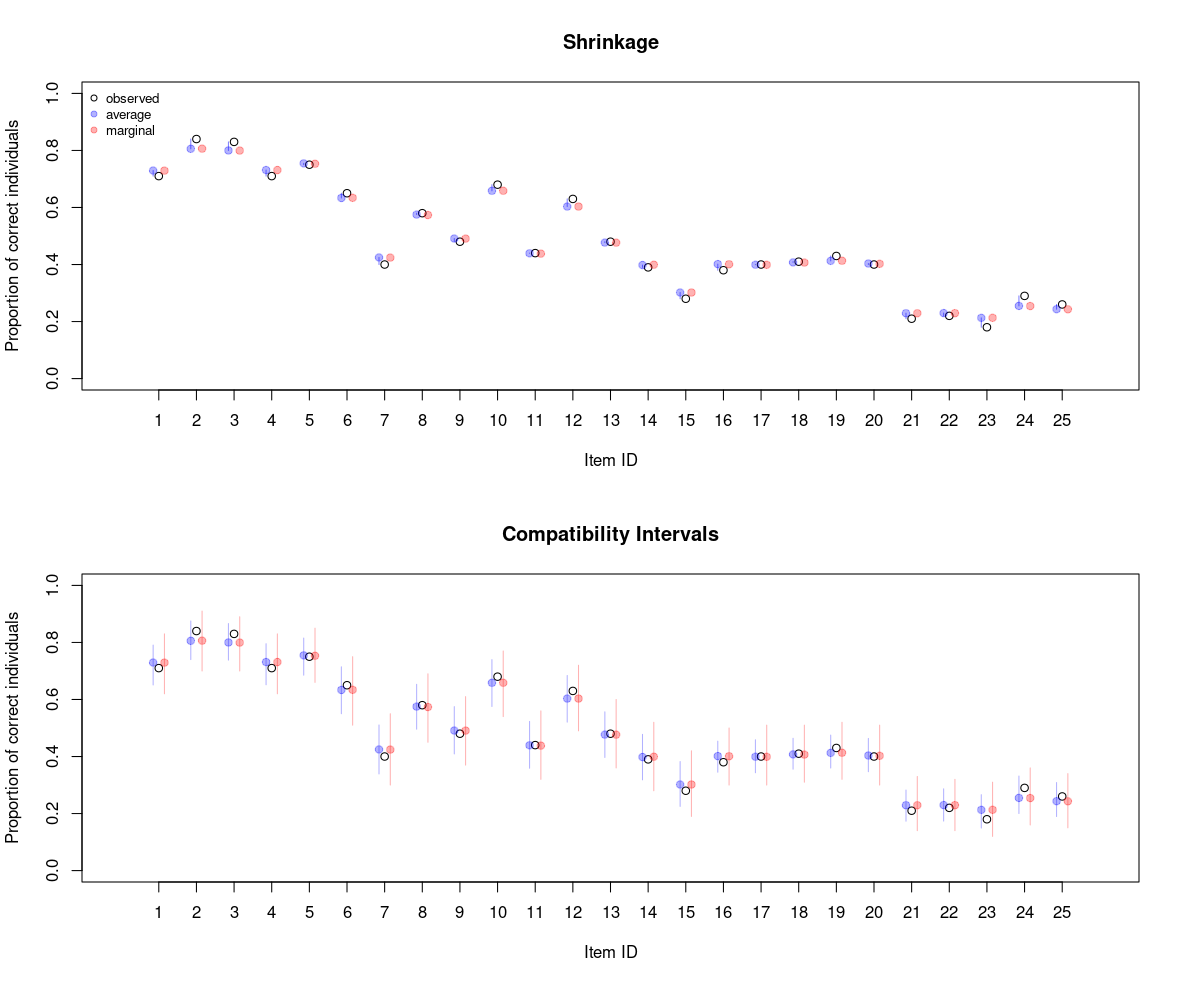 Shrinkage
Proportion of correct individuals
1.0
0.8
0.6
0.4
0.2
0.0
observed
average
marginal
1 2 3 4 5 6 7 8 9 10 11 12 13 14 15 16 17 18 19 20 21 22 23 24 25
Item ID
Compatibility Intervals
Proportion of correct individuals
1.0
0.8
0.6
0.4
0.2
0.0
1 2 3 4 5 6 7 8 9 10 11 12 13 14 15 16 17 18 19 20 21 22 23 24 25
Item ID